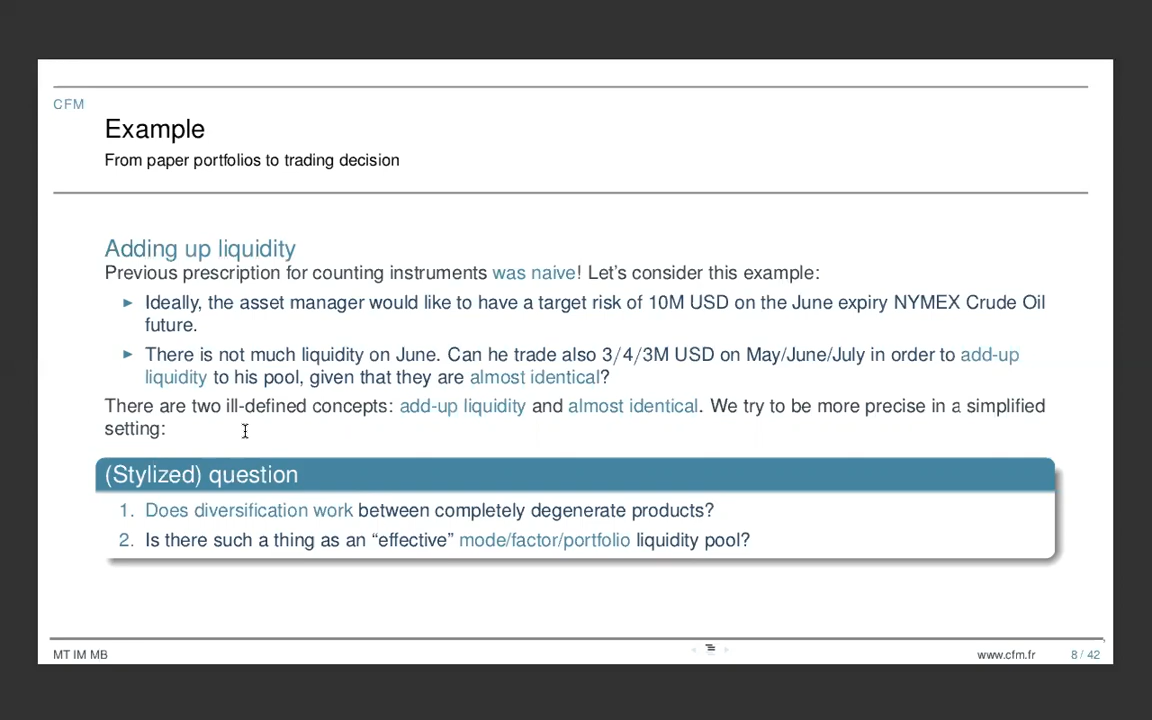 CFM
Example
From paper portfolios to trading decision
Adding up liquidity
Previous prescription for counting instruments was naive! Let's consider this example:
► Ideally, the asset manager would like to have a target risk of 10M USD on the June expiry NYMEX Crude Oil
future.
► There is not much liquidity on June. Can he trade also 3/4/3M USD on May/June/July in order to add-up
liquidity to his pool, given that they are almost identical?
There are two ill-defined concepts: add-up liquidity and almost identical. We try to be more precise in a simplified
setting:
(Stylized) question
1. Does diversification work between completely degenerate products?
2. Is there such a thing as an “effective” mode/factor/portfolio liquidity pool?
MT IM MB www.cfm.fr 8 / 42